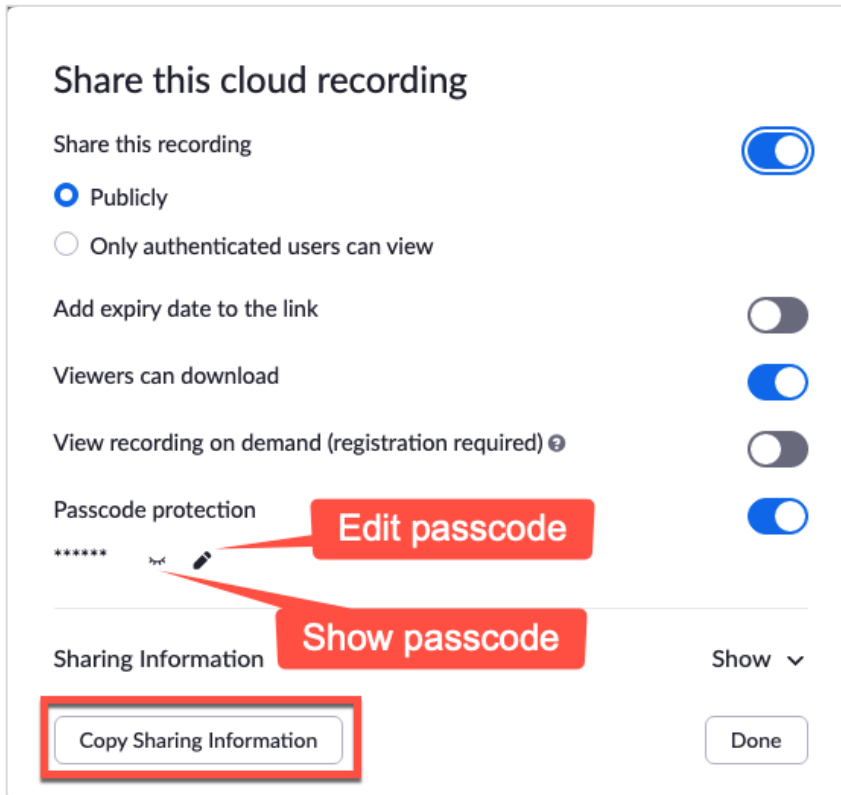 Share this cloud recording
Share this recording
Publicly
Only authenticated users can view
Add expiry date to the link
Viewers can download
View recording on demand (registration required) ?
Passcode protection
Edit passcode
******
Show passcode
Sharing Information
Show
Copy Sharing Information
Done